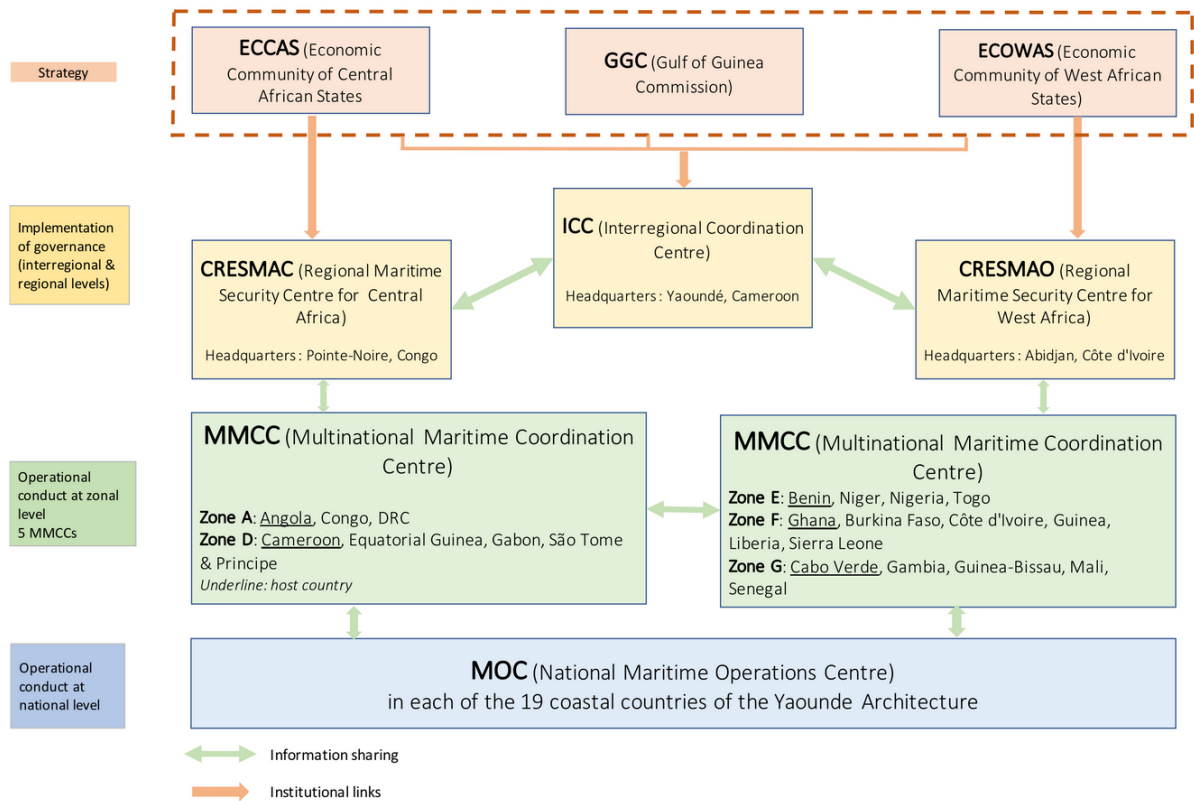 Strategy
ECCAS (Economic
Community of Central
African States
GGC (Gulf of Guinea
Commission)
ECOWAS (Economic
Community of West African
States)
Implementation
of governance
(interregional &
regional levels)
CRESMAC (Regional Maritime
Security Centre for Central
Africa)
Headquarters : Pointe-Noire, Congo
ICC (Interregional Coordination
Centre)
Headquarters : Yaoundé, Cameroon
CRESMAO (Regional
Maritime Security Centre for
West Africa)
Headquarters : Abidjan, Côte d'Ivoire
Operational
conduct at zonal
level
5 MMCCs
MMCC (Multinational Maritime Coordination
Centre)
Zone A: Angola, Congo, DRC
Zone D: Cameroon, Equatorial Guinea, Gabon, São Tome
& Principe
Underline: host country
MMCC (Multinational Maritime Coordination
Centre)
Zone E: Benin, Niger, Nigeria, Togo
Zone F: Ghana, Burkina Faso, Côte d'Ivoire, Guinea,
Liberia, Sierra Leone
Zone G: Cabo Verde, Gambia, Guinea-Bissau, Mali,
Senegal
Operational
conduct at
national level
MOC (National Maritime Operations Centre)
in each of the 19 coastal countries of the Yaounde Architecture
Information sharing
Institutional links